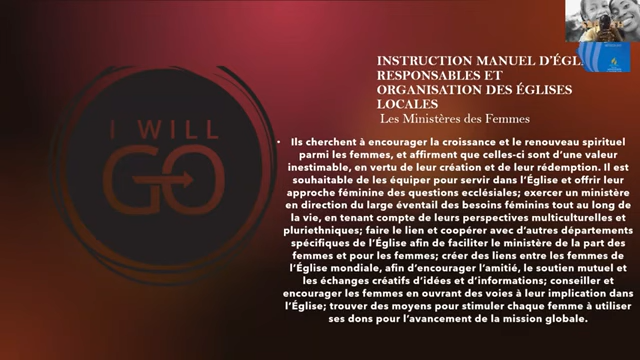 I WILL
GO
INSTRUCTION MANUEL D'ÉGL
RESPONSABLES ET
ORGANISATION DES ÉGLISES
LOCALES
Les Ministères des Femmes
• Ils cherchent à encourager la croissance et le renouveau spirituel
parmi les femmes, et affirment que celles-ci sont d'une valeur
inestimable, en vertu de leur création et de leur rédemption. Il est
souhaitable de les équiper pour servir dans l'Église et offrir leur
approche féminine des questions ecclésiales; exercer un ministère
en direction du large éventail des besoins féminins tout au long de
la vie, en tenant compte de leurs perspectives multiculturelles et
pluriethniques; faire le lien et coopérer avec d'autres départements
spécifiques de l'Église afin de faciliter le ministère de la part des
femmes et pour les femmes; créer des liens entre les femmes de
l'Église mondiale, afin d'encourager l'amitié, le soutien mutuel et
les échanges créatifs d'idées et d'informations; conseiller et
encourager les femmes en ouvrant des voies à leur implication dans
l'Église; trouver des moyens pour stimuler chaque femme à utiliser
ses dons pour l'avancement de la mission globale.